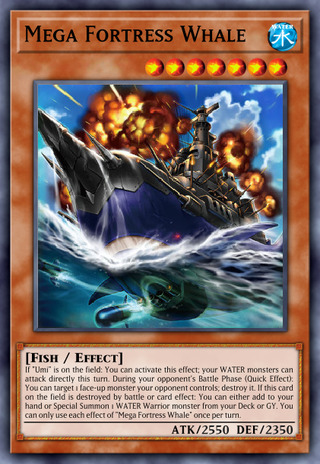 MEGA FORTRESS WHALE
WATER
水
[FISH / EFFECT]
If "Umi" is on the field: You can activate this effect; your WATER monsters can
attack directly this turn. During your opponent's Battle Phase (Quick Effect):
You can target 1 face-up monster your opponent controls; destroy it. If this card
on the field is destroyed by battle or card effect: You can either add to your
hand or Special Summon 1 WATER Warrior monster from your Deck or GY. You
can only use each effect of "Mega Fortress Whale" once per turn.
ATK/2550 DEF/2350